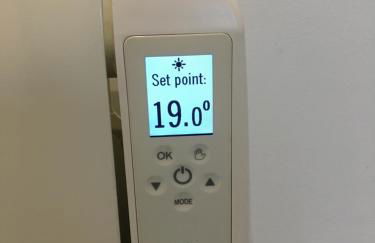 Set point:
19.0°
OK
MODE